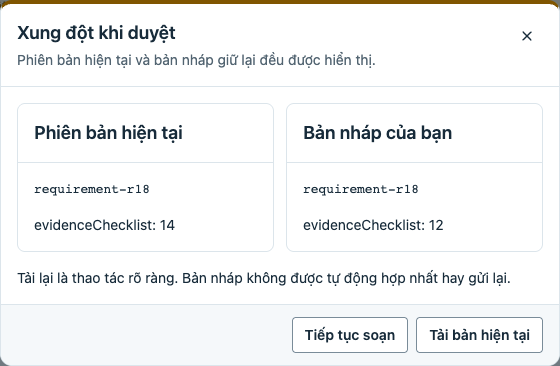 Xung đột khi duyệt
Phiên bản hiện tại và bản nháp giữ lại đều được hiển thị.
Phiên bản hiện tại
requirement-r18
evidenceChecklist: 14
Bản nháp của bạn
requirement-r18
evidenceChecklist: 12
Tải lại là thao tác rõ ràng. Bản nháp không được tự động hợp nhất hay gửi lại.
Tiếp tục soạn
Tải bản hiện tại